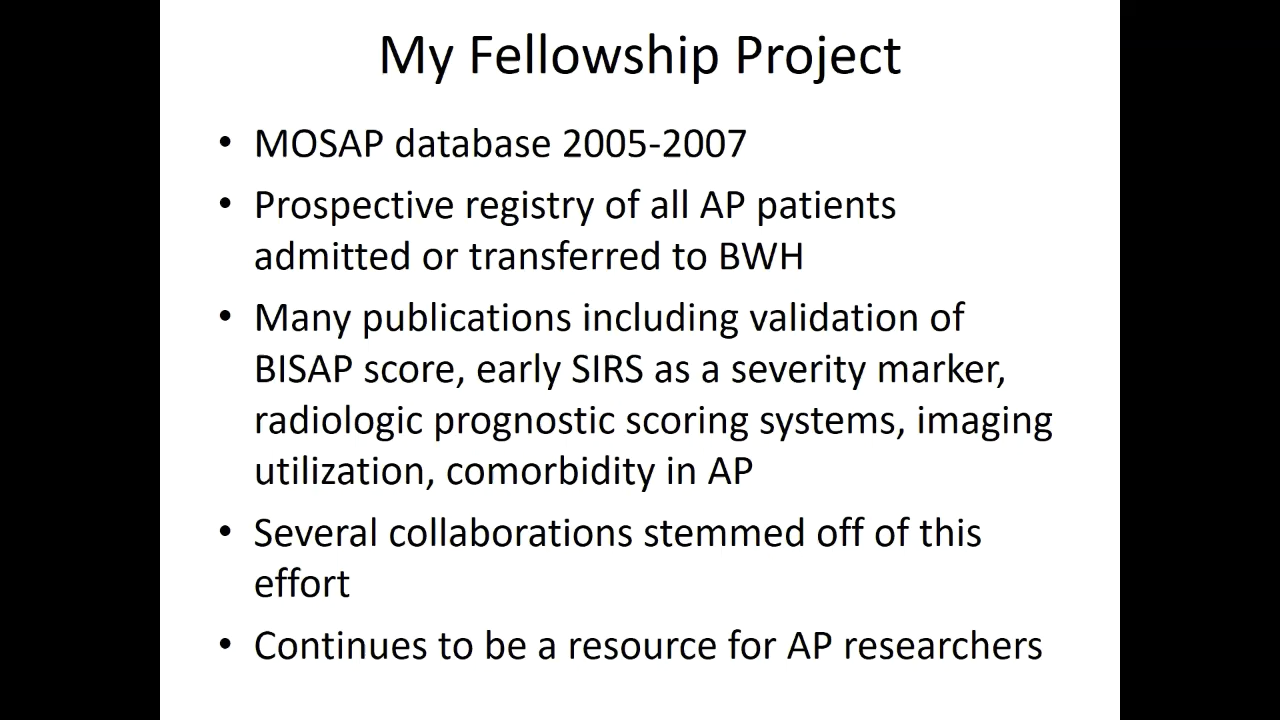 My Fellowship Project
• MOSAP database 2005-2007
• Prospective registry of all AP patients
admitted or transferred to BWH
• Many publications including validation of
BISAP score, early SIRS as a severity marker,
radiologic prognostic scoring systems, imaging
utilization, comorbidity in AP
• Several collaborations stemmed off of this
effort
• Continues to be a resource for AP researchers